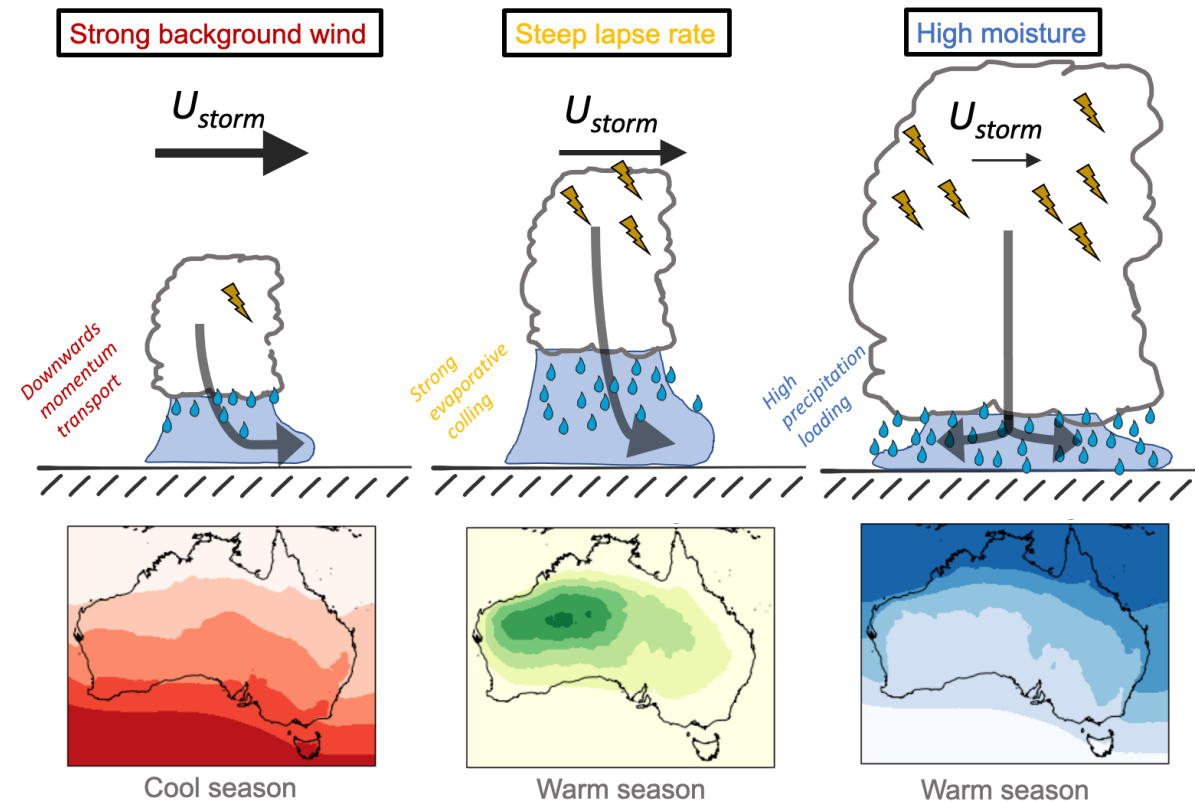 Strong background wind
Steep lapse rate
High moisture
Ustorm
Ustorm
Ustorm
Downwards
momentum
transport
Strong
evaporative
colling
High
precipitation
loading
Cool season
Warm season
Warm season